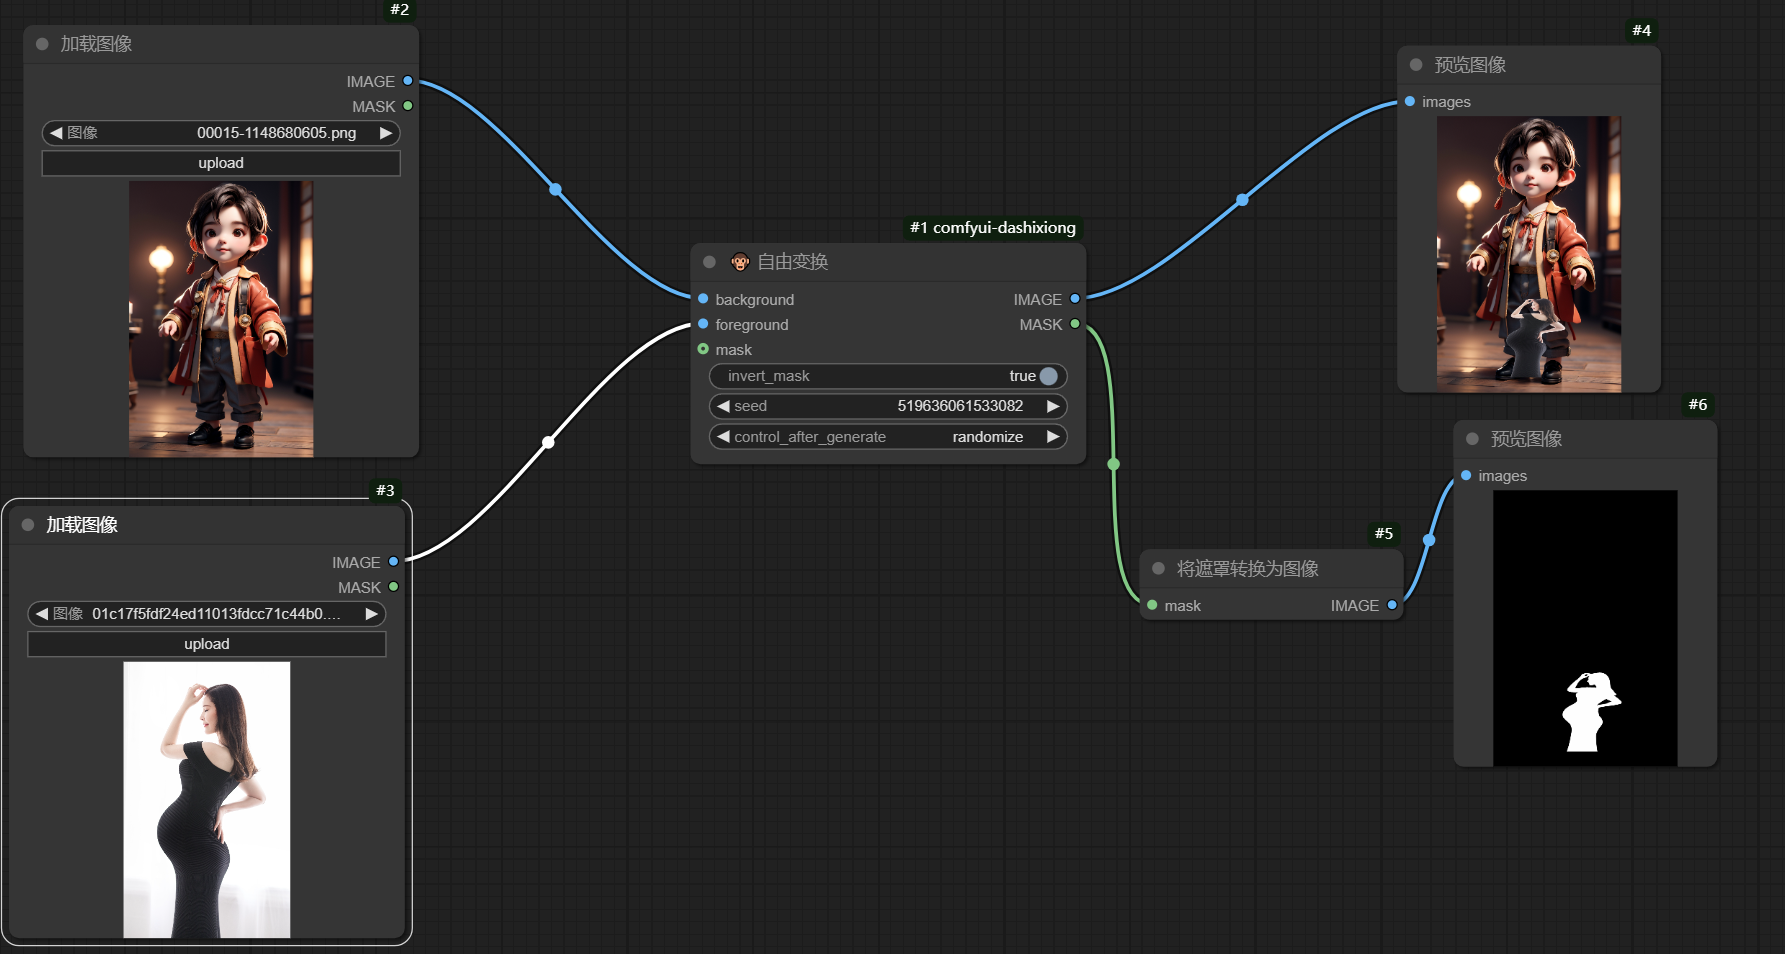 #2
加载图像
IMAGE
MASK
图像 00015-1148680605.png
upload
#3
加载图像
IMAGE
MASK
图像 01c17f5fdf24ed11013fdcc71c44b0....
upload
#1 comfyui-dashixiong
自由变换
background IMAGE
foreground MASK
mask
invert_mask true
seed 519636061533082
control_after_generate randomize
#4
预览图像
images
#5
将遮罩转换为图像
mask IMAGE
#6
预览图像
images